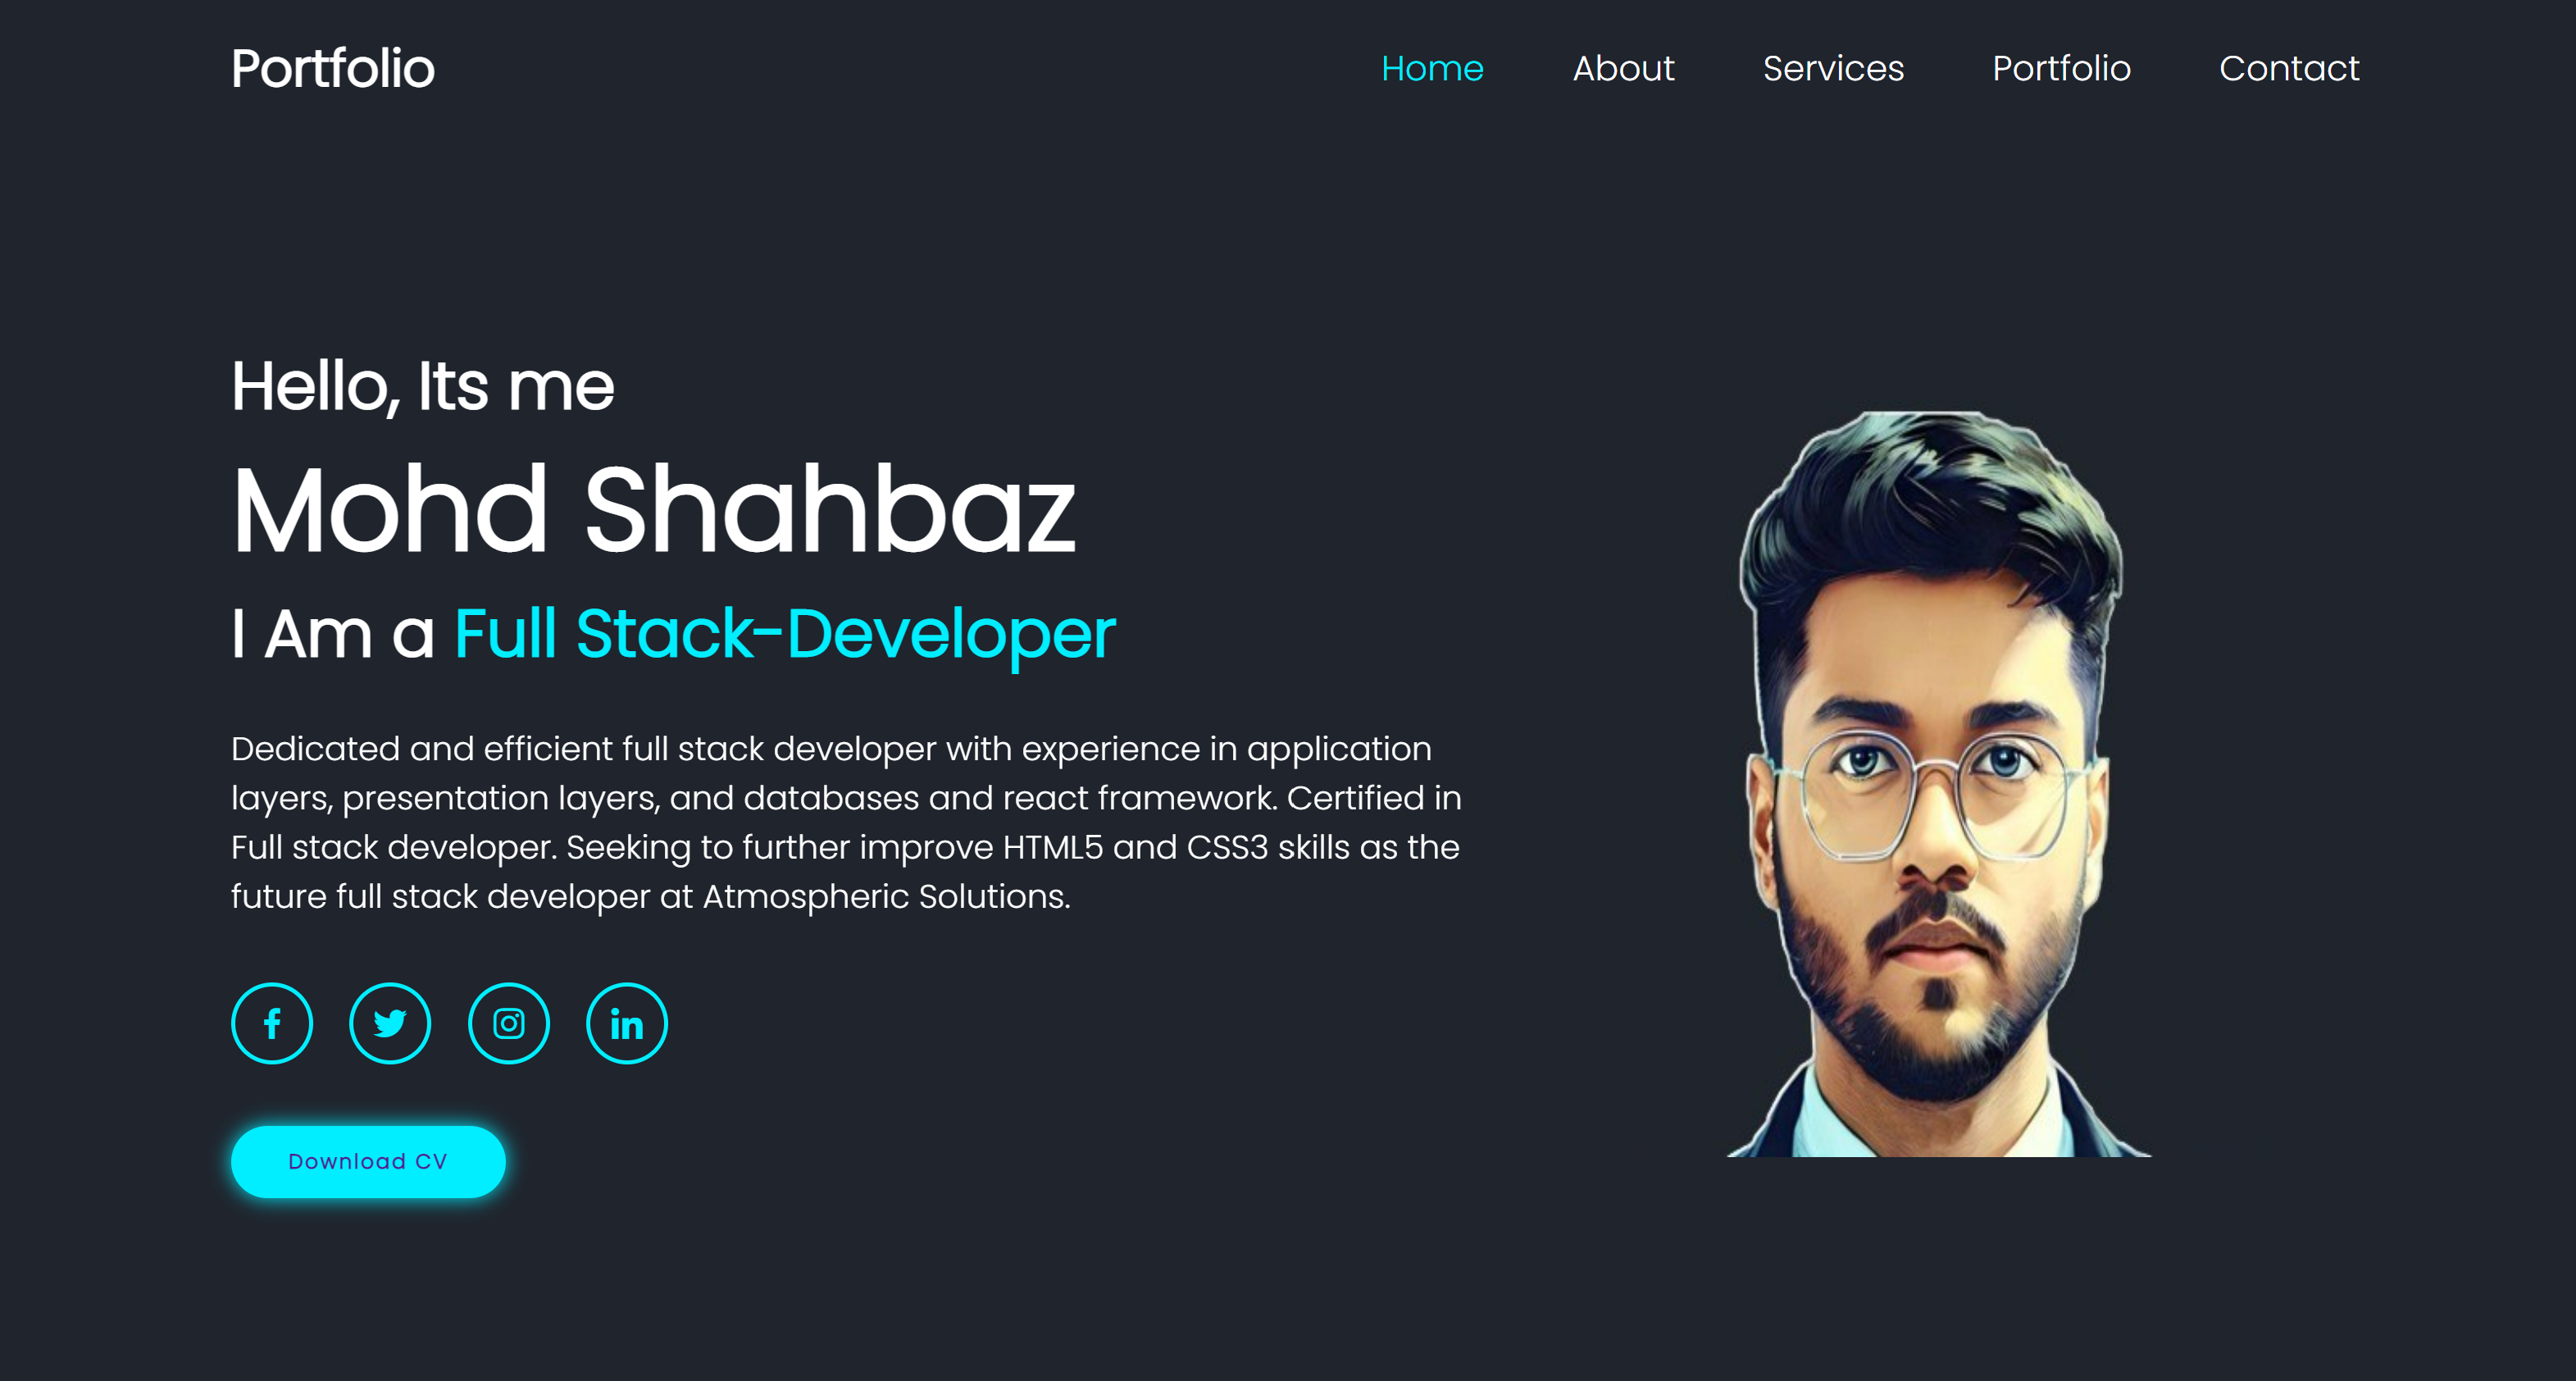 Portfolio
Home About Services Portfolio Contact
Hello, Its me
Mohd Shahbaz
I Am a Full Stack-Developer
Dedicated and efficient full stack developer with experience in application
layers, presentation layers, and databases and react framework. Certified in
Full stack developer. Seeking to further improve HTML5 and CSS3 skills as the
future full stack developer at Atmospheric Solutions.
Download CV